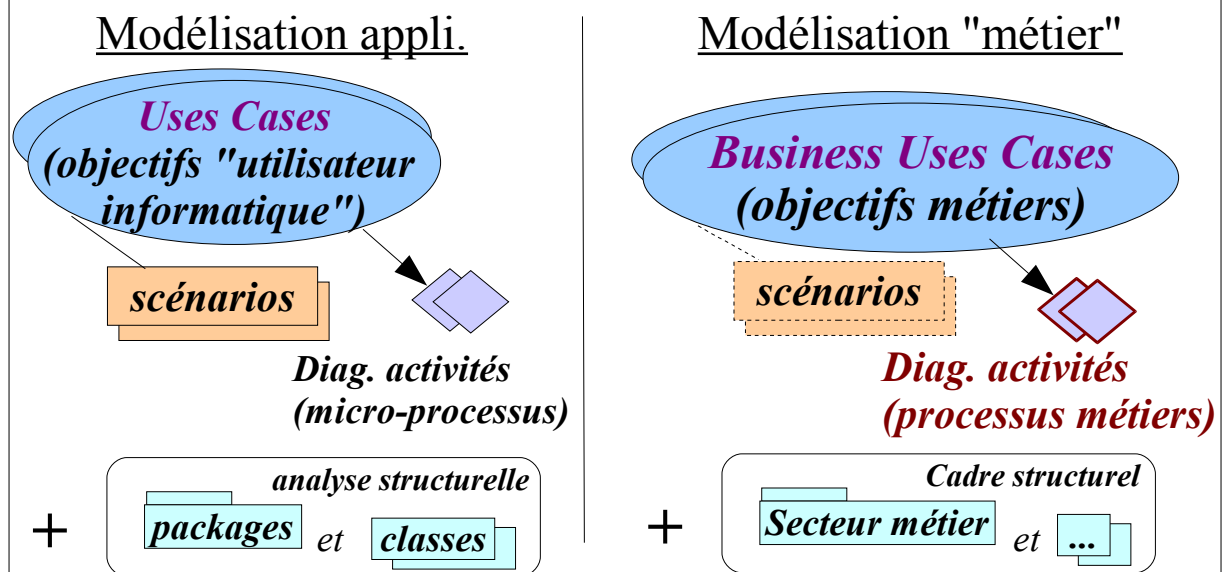 Modélisation appli.
Uses Cases
(objectifs "utilisateur
informatique")
scénarios
Diag. activités
(micro-processus)
+
analyse structurelle
packages et classes
Modélisation "métier"
Business Uses Cases
(objectifs métiers)
scénarios
Diag. activités
(processus métiers)
+
Cadre structurel
Secteur métier et ...